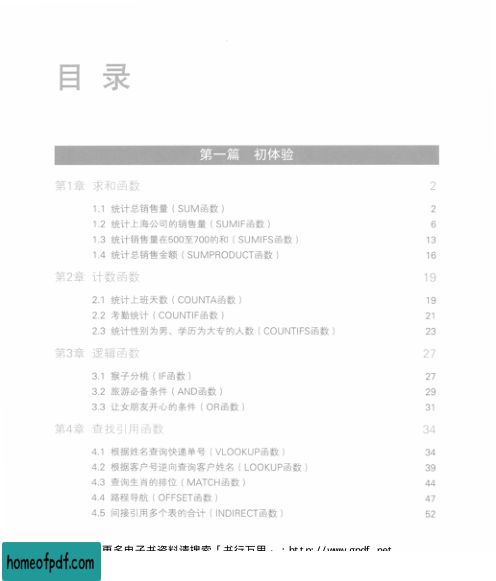 目 录
第一篇 初体验
第1章 求和函数 2
1.1 统计总销售量（SUM函数） 2
1.2 统计上海公司的销售量（SUMIF函数） 6
1.3 统计销售量在500至700的和（SUMIFS函数） 13
1.4 统计总销售金额（SUMPRODUCT函数） 16
第2章 计数函数 19
2.1 统计上班天数（COUNTA函数） 19
2.2 考勤统计（COUNTIF函数） 21
2.3 统计性别为男、学历为大专的人数（COUNTIFS函数） 23
第3章 逻辑函数 27
3.1 猴子分桃（IF函数） 27
3.2 旅游必备条件（AND函数） 29
3.3 让女朋友开心的条件（OR函数） 31
第4章 查找引用函数 34
4.1 根据姓名查询快递单号（VLOOKUP函数） 34
4.2 根据客户号逆向查询客户姓名（LOOKUP函数） 39
4.3 查询生肖的排位（MATCH函数） 44
4.4 路程导航（OFFSET函数） 47
4.5 间接引用多个表的合计（INDIRECT函数） 52
更多电子书资料请搜索「书行万里
homeofpdf.com